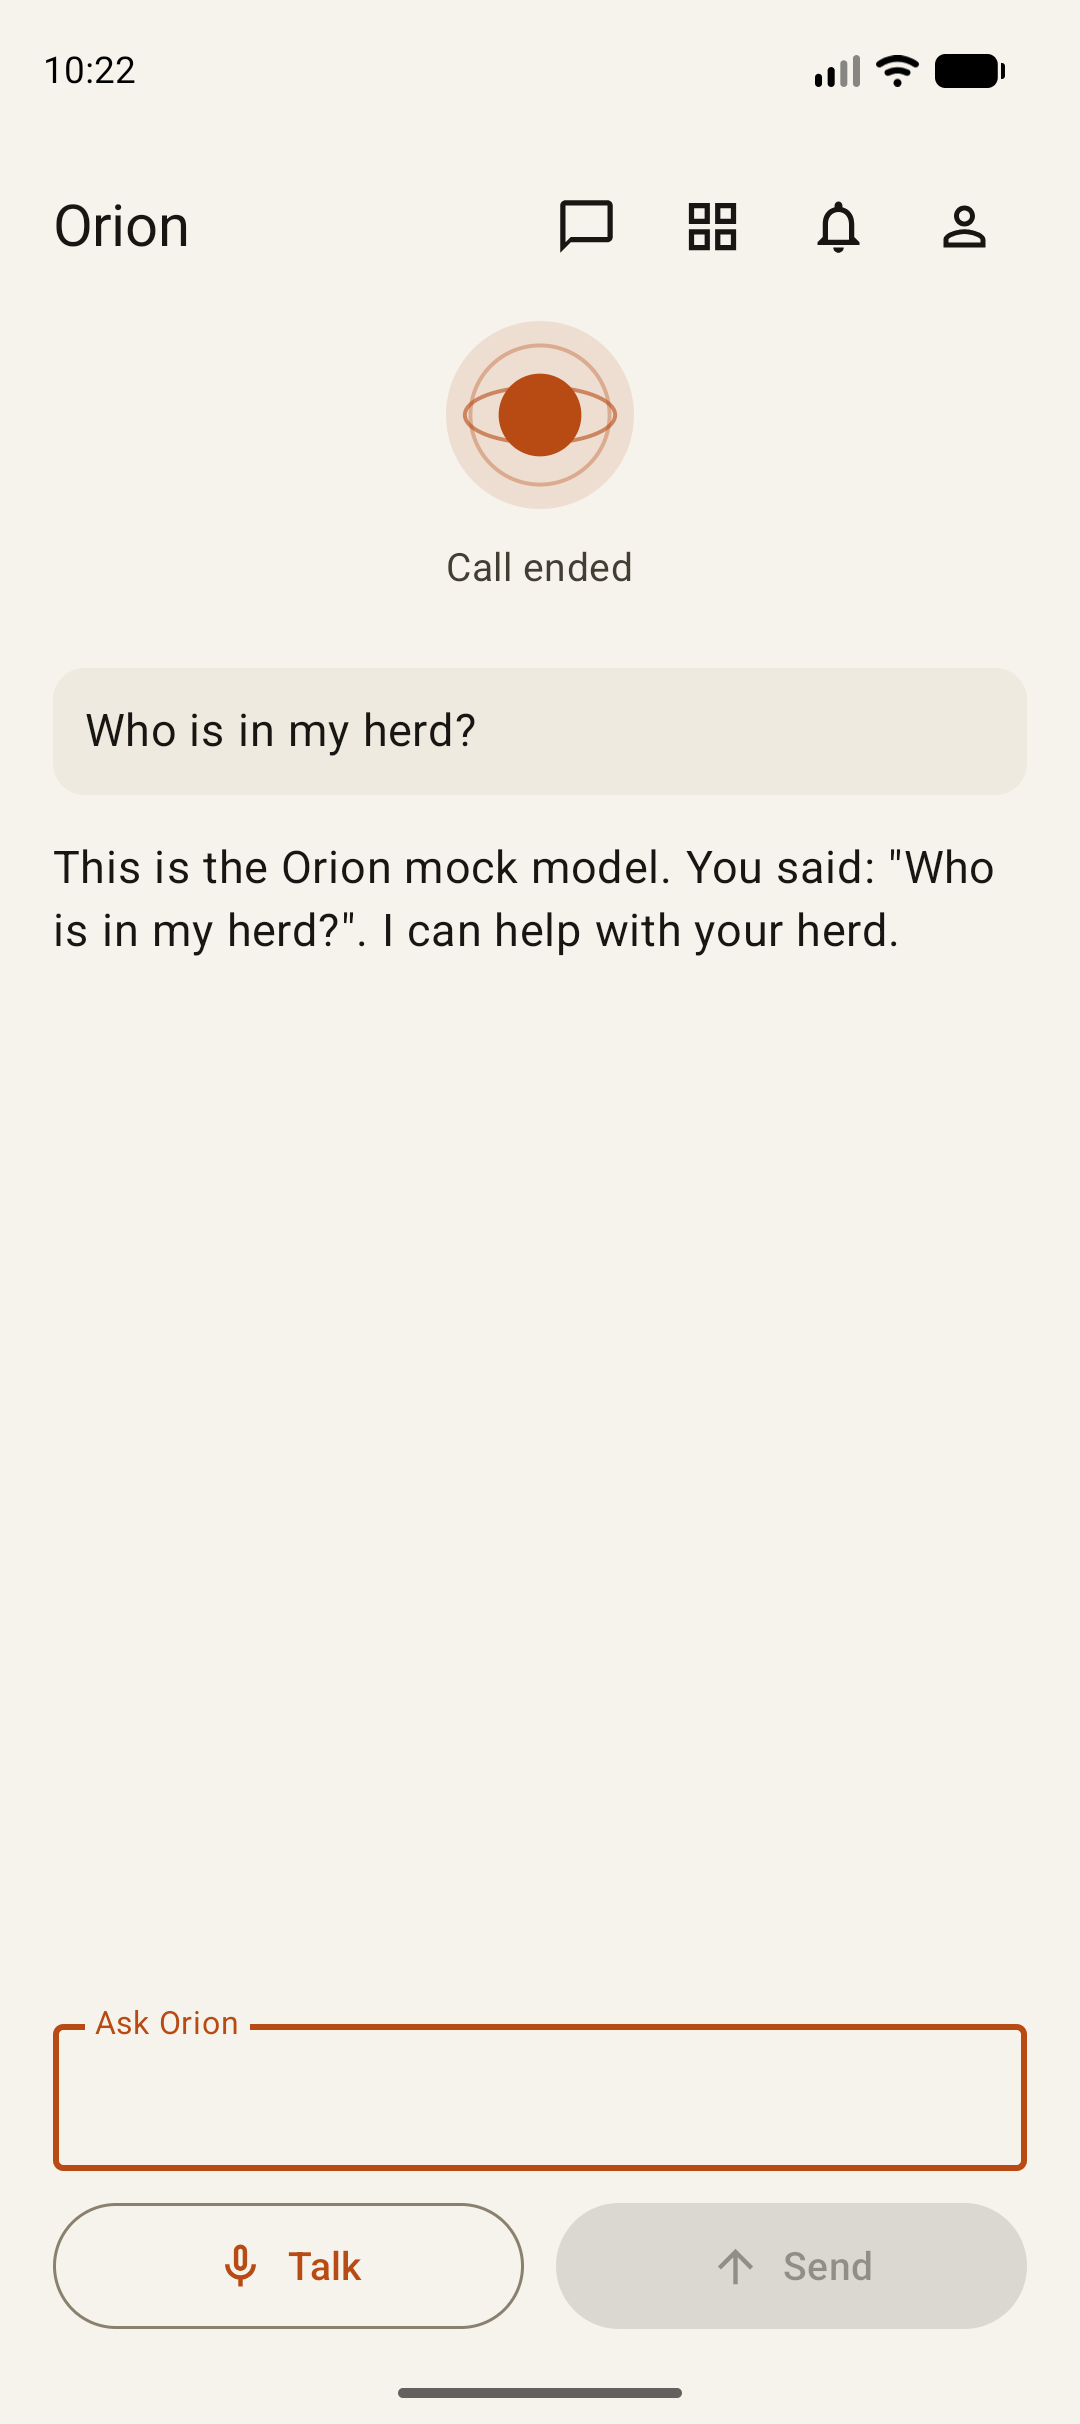 10:22
Orion
Call ended
Who is in my herd?
This is the Orion mock model. You said: "Who
is in my herd?". I can help with your herd.
Ask Orion
Talk
Send